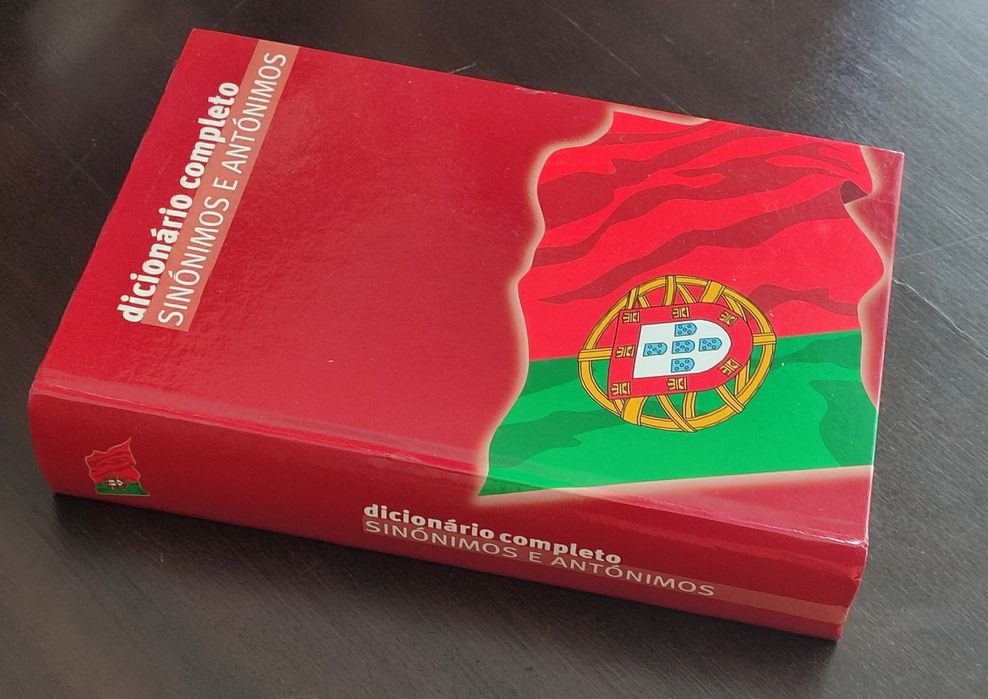 dicionário completo
SINÓNIMOS E ANTÓNIMOS
dicionário completo
SINÓNIMOS E ANTÓNIMOS